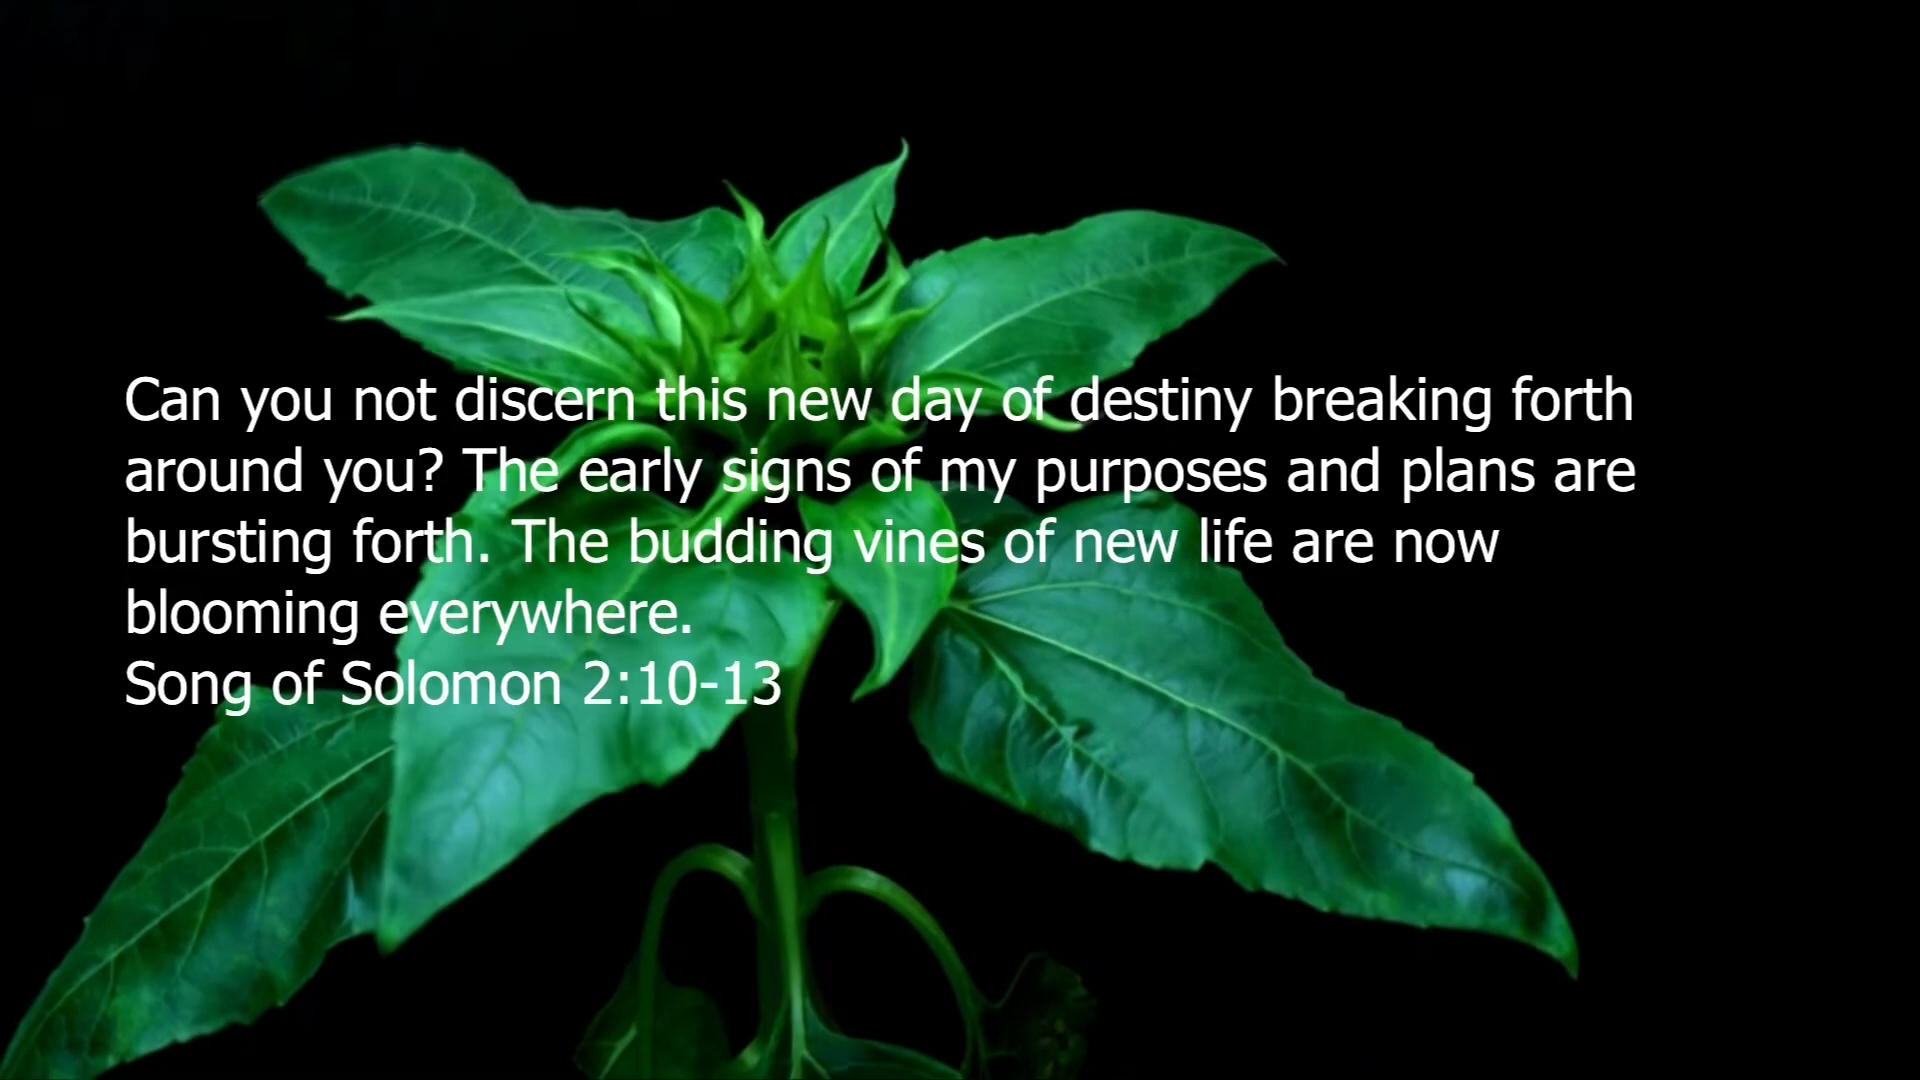 Can you not discern this new day of destiny breaking forth
around you? The early signs of my purposes and plans are
bursting forth. The budding vines of new life are now
blooming everywhere.
Song of Solomon 2:10-13